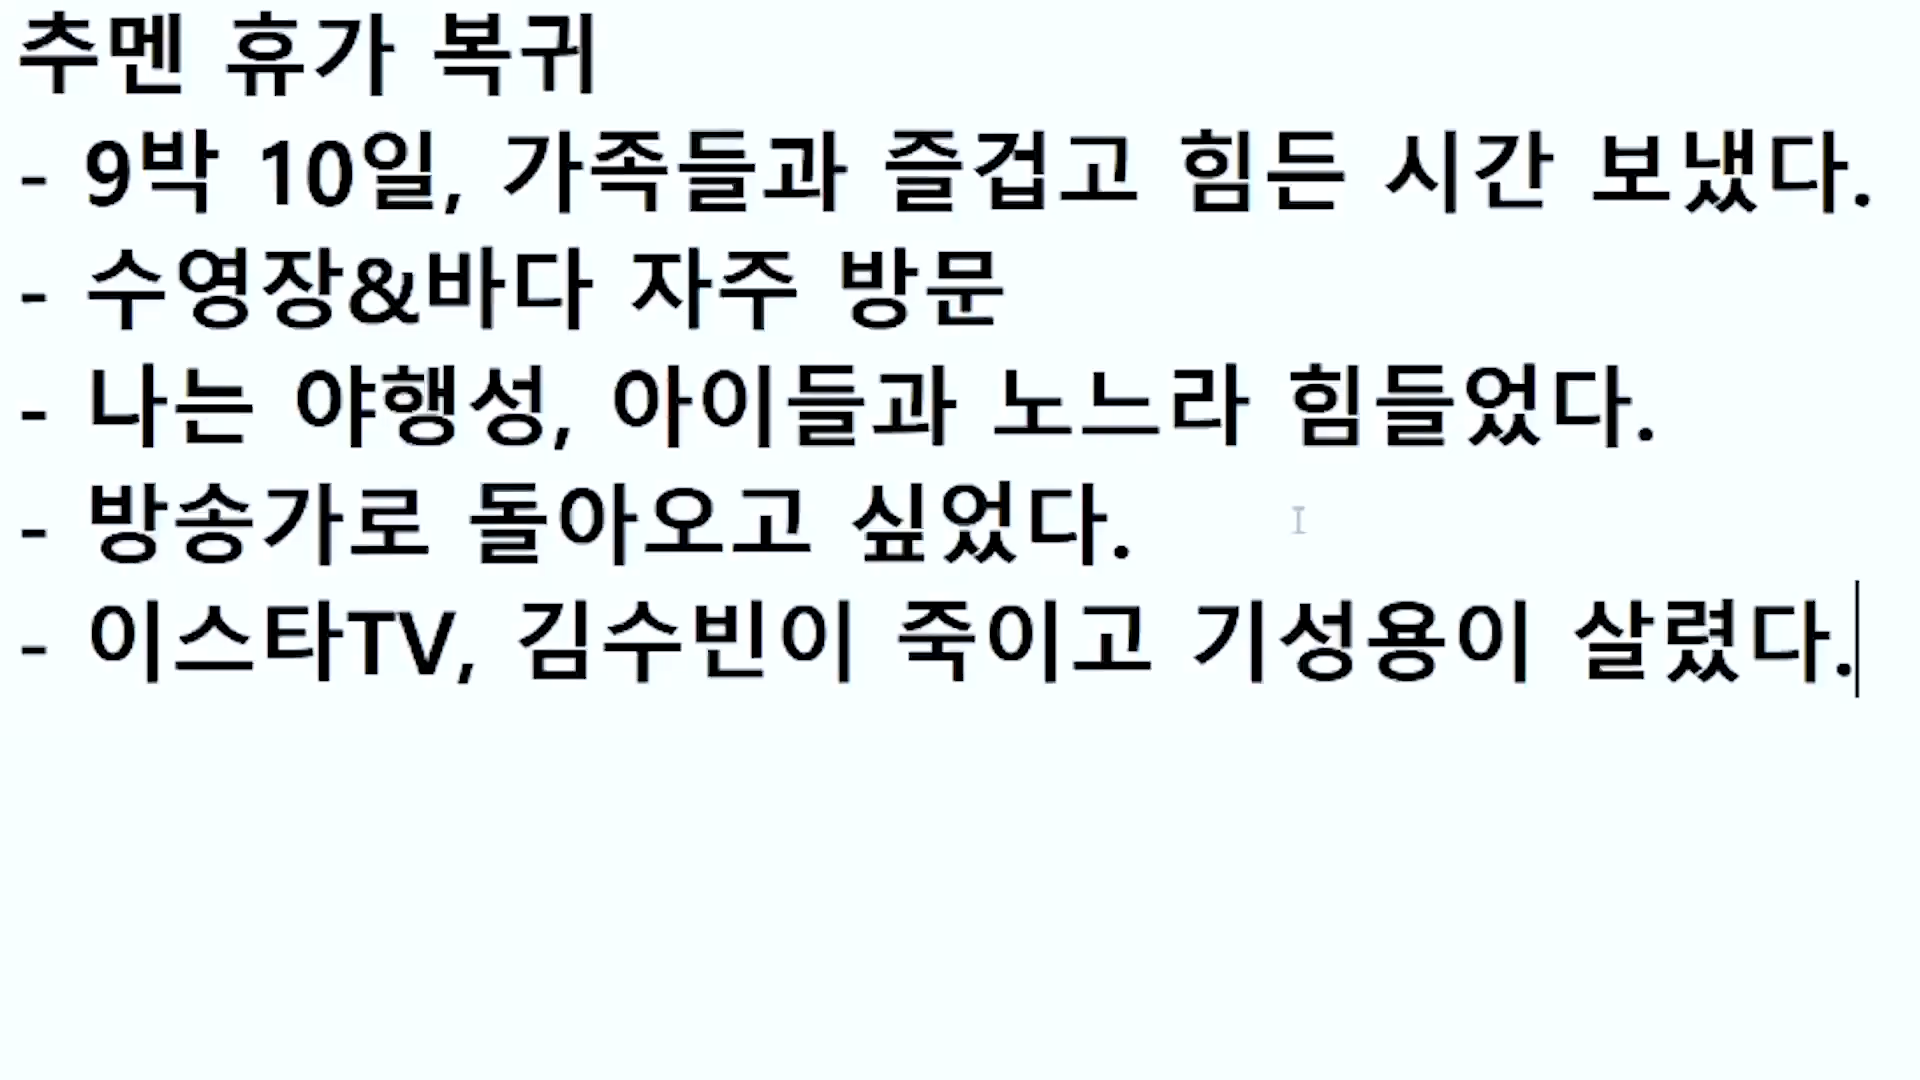 추멘 휴가 복귀
- 9박 10일, 가족들과 즐겁고 힘든 시간 보냈다.
- 수영장&바다 자주 방문
- 나는 야행성, 아이들과 노느라 힘들었다.
- 방송가로 돌아오고 싶었다.
- 이스타TV, 김수빈이 죽이고 기성용이 살렸다.